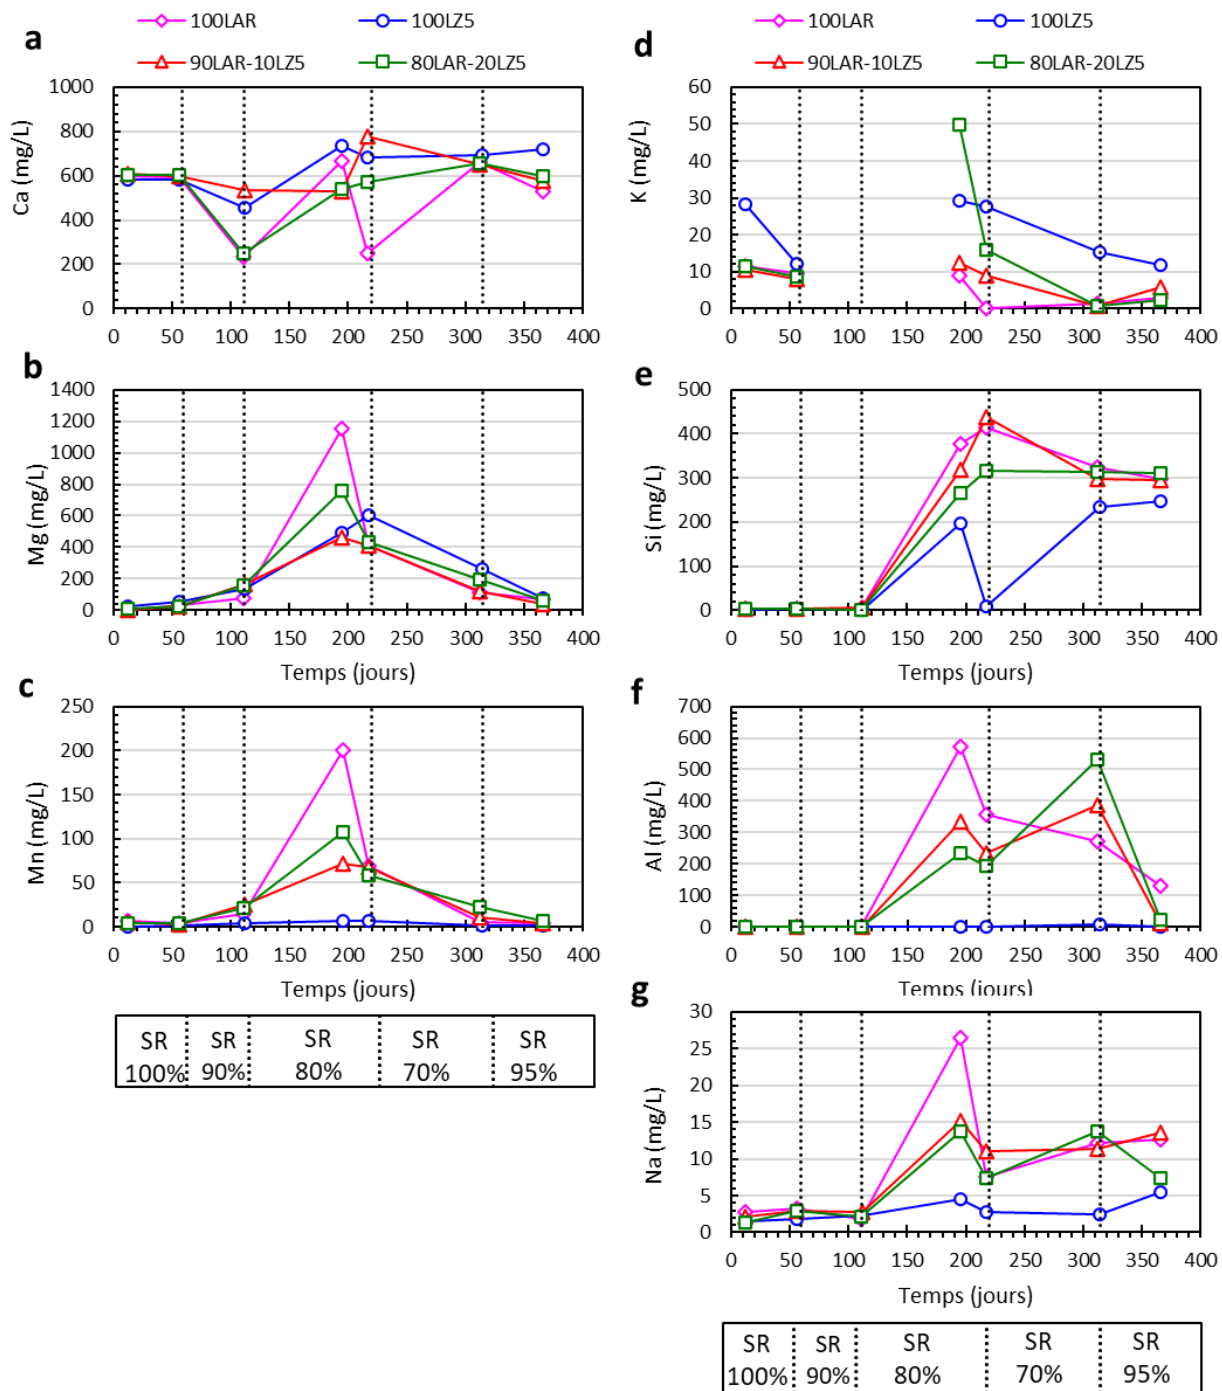 a
100LAR
100LZ5
90LAR-10LZ5
80LAR-20LZ5
Ca (mg/L)
1000
800
600
400
200
0
0 50 100 150 200 250 300 350 400
b
Mg (mg/L)
1400
1200
1000
800
600
400
200
0
0 50 100 150 200 250 300 350 400
Temps (jours)
c
Mn (mg/L)
250
200
150
100
50
0
0 50 100 150 200 250 300 350 400
Temps (jours)
SR SR SR SR SR
100% 90% 80% 70% 95%
d
100LAR
100LZ5
90LAR-10LZ5
80LAR-20LZ5
K (mg/L)
60
50
40
30
20
10
0
0 50 100 150 200 250 300 350 400
e
Si (mg/L)
500
400
300
200
100
0
0 50 100 150 200 250 300 350 400
Temps (jours)
f
Al (mg/L)
700
600
500
400
300
200
100
0
0 50 100 150 200 250 300 350 400
Temps (jours)
g
Na (mg/L)
30
25
20
15
10
5
0
0 50 100 150 200 250 300 350 400
Temps (jours)
SR SR SR SR SR
100% 90% 80% 70% 95%